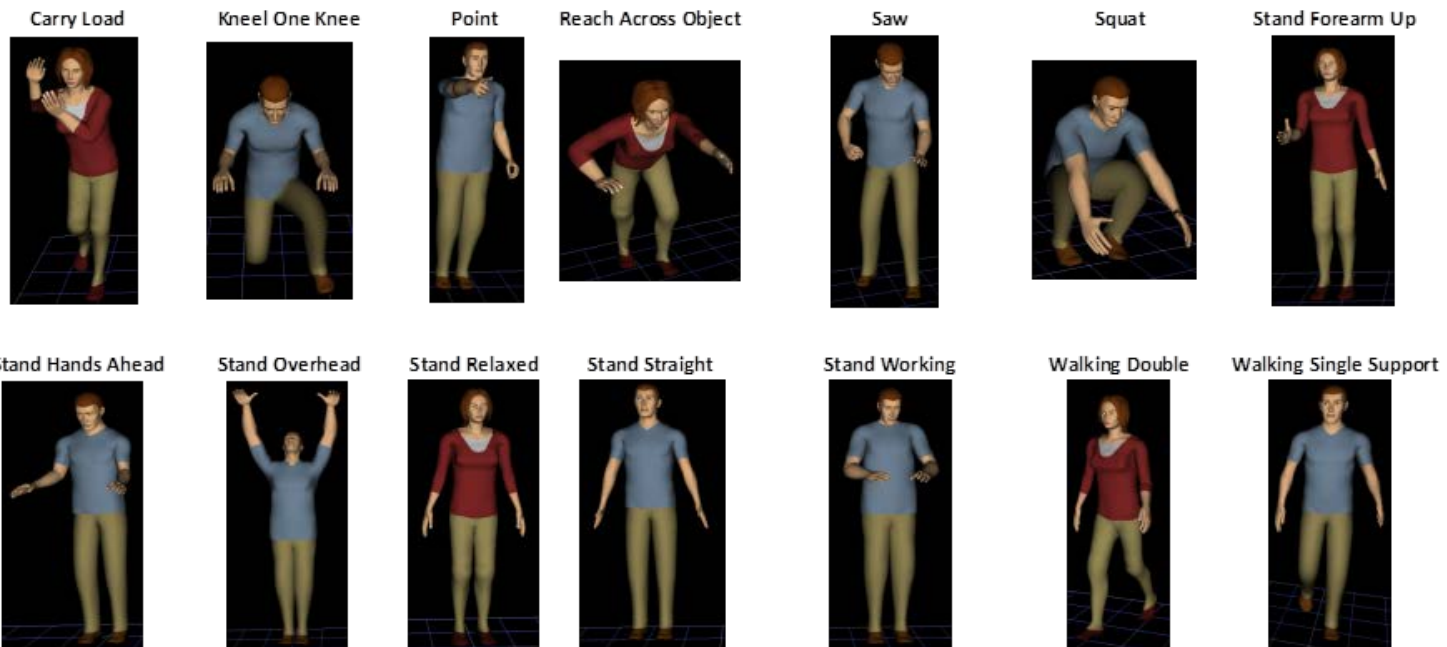 Carry Load
Kneel One Knee
Point
Reach Across Object
Saw
Squat
Stand Forearm Up
Stand Hands Ahead
Stand Overhead
Stand Relaxed
Stand Straight
Stand Working
Walking Double
Walking Single Support